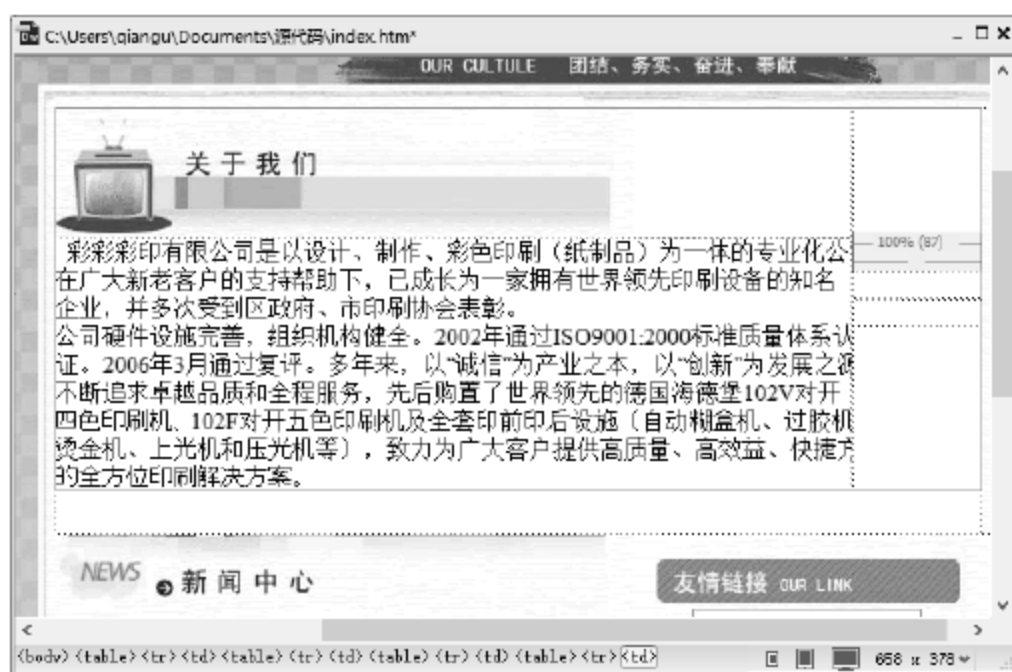 C:\Users\qiangu\Documents\源代码\index.htm*
OUR CULTULE 团结、务实、奋进、奉献
关于我们
彩彩彩印有限公司是以设计、制作、彩色印刷（纸制品）为一体的专业化公
100% (87)
在广大新老客户的支持帮助下，已成长为一家拥有世界领先印刷设备的知名
企业，并多次受到区政府、市印刷协会表彰。
公司硬件设施完善，组织机构健全。2002年通过ISO9001:2000标准质量体系认
证。2006年3月通过复评。多年来，以“诚信”为产业之本，以“创新”为发展之源
不断追求卓越品质和全程服务，先后购置了世界领先的德国海德堡102V对开
四色印刷机、102F对开五色印刷机及全套印前印后设施（自动糊盒机、过胶机
烫金机、上光机和压光机等），致力为广大客户提供高质量、高效益、快捷方
的全方位印刷解决方案。
NEWS 新闻中心
友情链接 OUR LINK
<body><table><tr><td><table><tr><td><table><tr><td><table><tr><td>
658 x 378